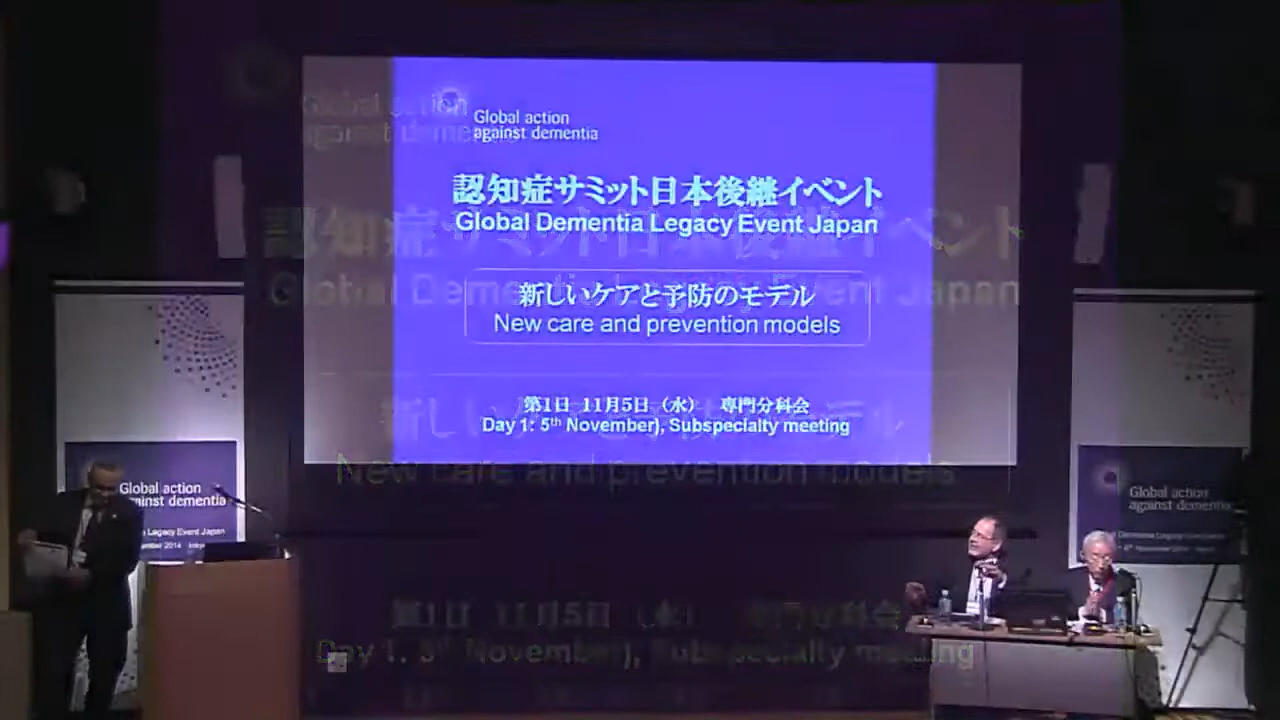 Global action
against dementia
認知症サミット日本後継イベント
Global Dementia Legacy Event Japan
新しいケアと予防のモデル
New care and prevention models
第1日 11月5日（水） 専門分科会
Day 1: 5th November), Subspecialty meeting
Global action
against dementia
Legacy Event Japan
Global action
against dementia